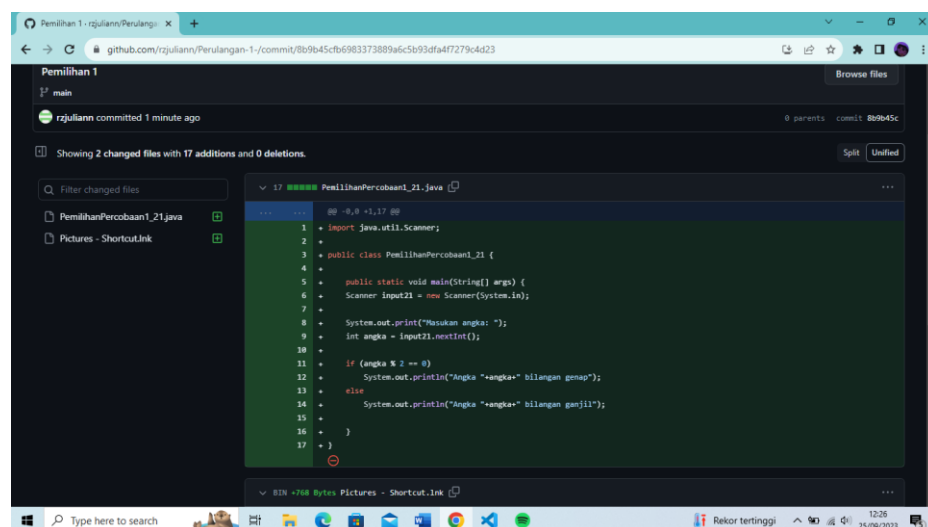 Pemilihan 1 · rzjuliann/Perulanga
github.com/rzjuliann/Perulangan-1-/commit/8b9b45cfb6983373889a6c5b93dfa4f7279c4d23
Pemilihan 1
Browse files
main
rzjuliann committed 1 minute ago
0 parents commit 8b9b45c
Showing 2 changed files with 17 additions and 0 deletions.
Split Unified
Filter changed files
PemilihanPercobaan1_21.java
Pictures - Shortcut.lnk
17 PemilihanPercobaan1_21.java
... ... @@ -0,0 +1,17 @@
1 + import java.util.Scanner;
2 +
3 + public class PemilihanPercobaan1_21 {
4 +
5 + public static void main(String[] args) {
6 + Scanner input21 = new Scanner(System.in);
7 +
8 + System.out.print("Masukan angka: ");
9 + int angka = input21.nextInt();
10 +
11 + if (angka % 2 == 0)
12 + System.out.println("Angka "+angka+" bilangan genap");
13 + else
14 + System.out.println("Angka "+angka+" bilangan ganjil");
15 +
16 + }
17 + }
BIN +768 Bytes Pictures - Shortcut.lnk
Type here to search
Rekor tertinggi
12:26
25/09/2023